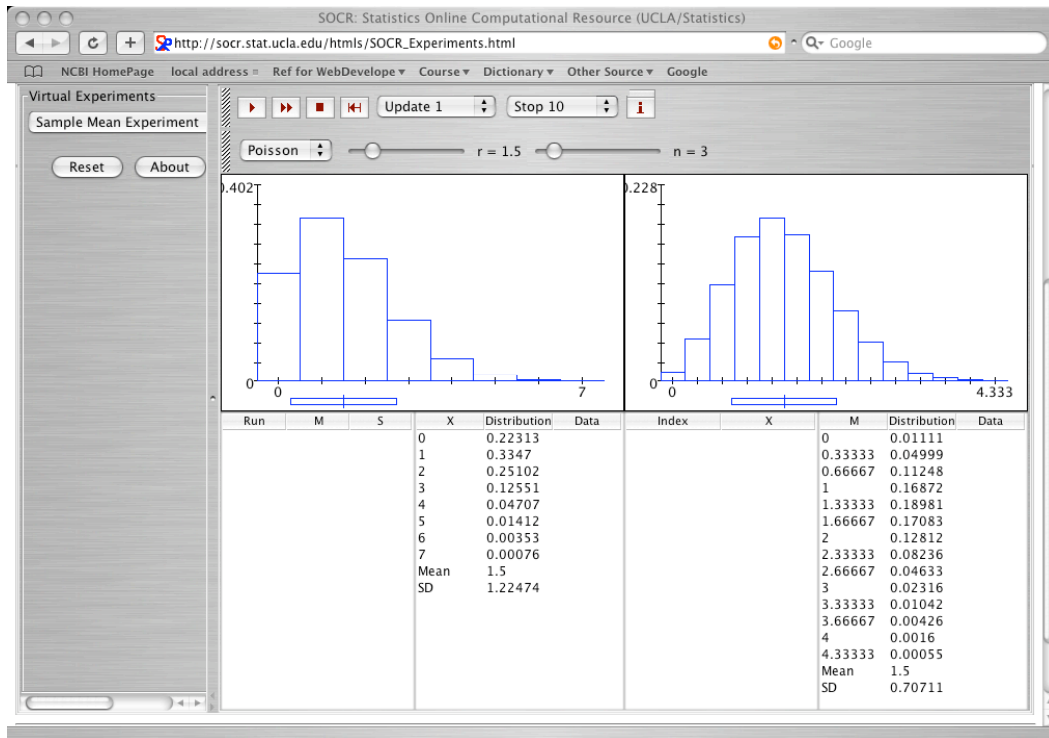 SOCR: Statistics Online Computational Resource (UCLA/Statistics)
http://socr.stat.ucla.edu/htmls/SOCR_Experiments.html
Google
NCBI HomePage local address = Ref for WebDevelope Course Dictionary Other Source Google
Virtual Experiments
Sample Mean Experiment
Reset About
Update 1 Stop 10 i
Poisson r = 1.5 n = 3
0.402
0
0 7
0.228
0
0 4.333
Run M S X Distribution Data
0 0.22313
1 0.3347
2 0.25102
3 0.12551
4 0.04707
5 0.01412
6 0.00353
7 0.00076
Mean 1.5
SD 1.22474
Index X M Distribution Data
0 0.01111
0.33333 0.04999
0.66667 0.11248
1 0.16872
1.33333 0.18981
1.66667 0.17083
2 0.12812
2.33333 0.08236
2.66667 0.04633
3 0.02316
3.33333 0.01042
3.66667 0.00426
4 0.0016
4.33333 0.00055
Mean 1.5
SD 0.70711